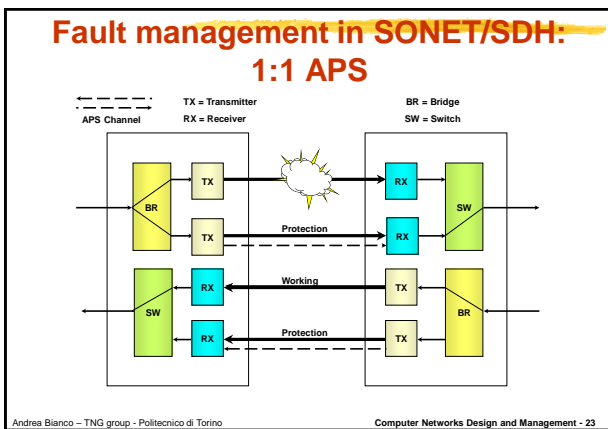 Fault management in SONET/SDH:
1:1 APS
TX = Transmitter
BR = Bridge
APS Channel
RX = Receiver
SW = Switch
TX
RX
BR
SW
Protection
TX
RX
Working
RX
TX
SW
BR
Protection
RX
TX
Andrea Bianco – TNG group - Politecnico di Torino
Computer Networks Design and Management - 23